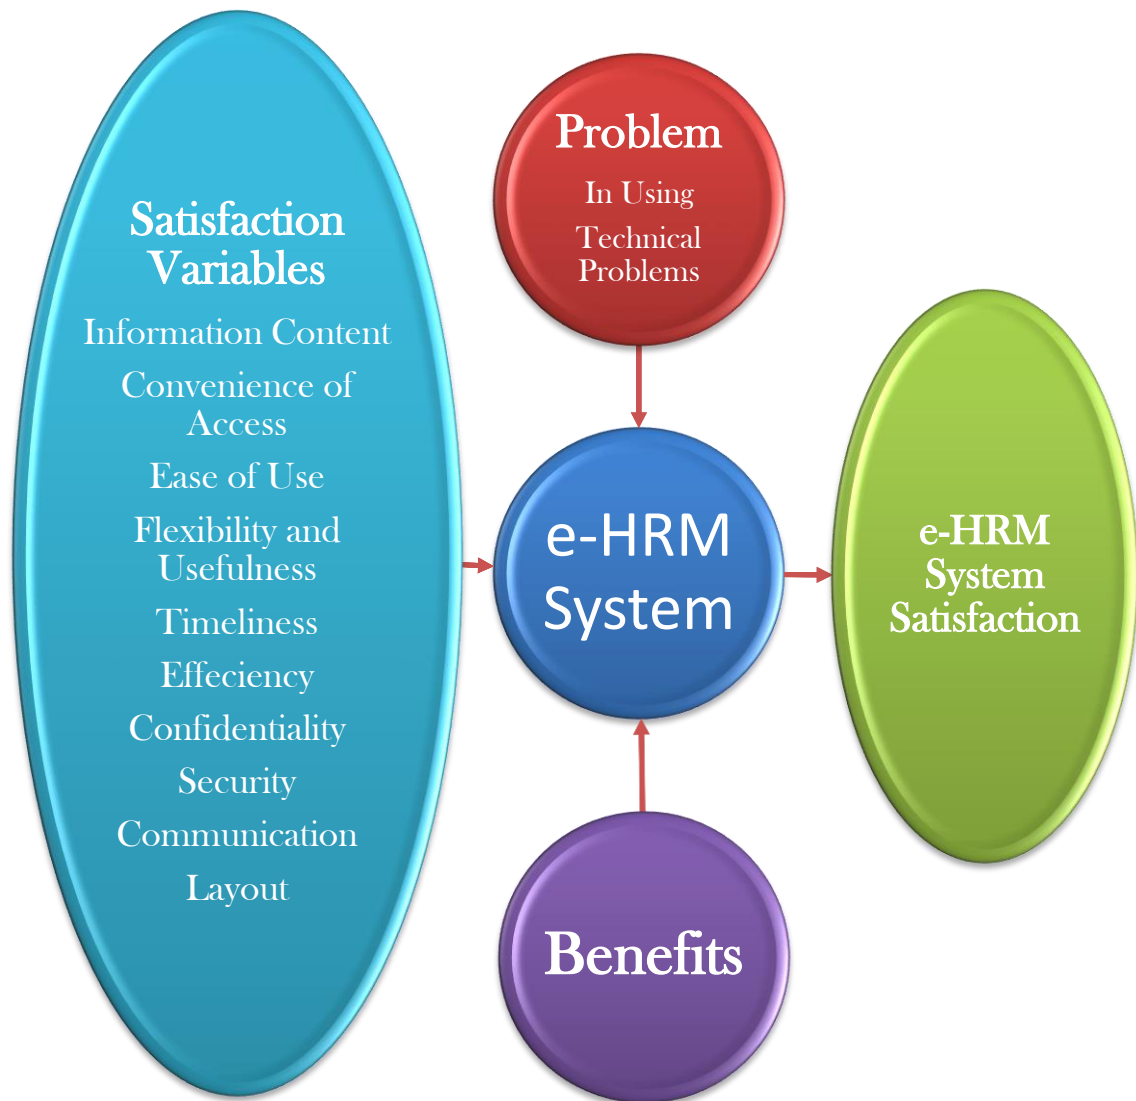 Satisfaction
Variables
Information Content
Convenience of
Access
Ease of Use
Flexibility and
Usefulness
Timeliness
Effeciency
Confidentiality
Security
Communication
Layout
Problem
In Using
Technical
Problems
e-HRM
System
Benefits
e-HRM
System
Satisfaction